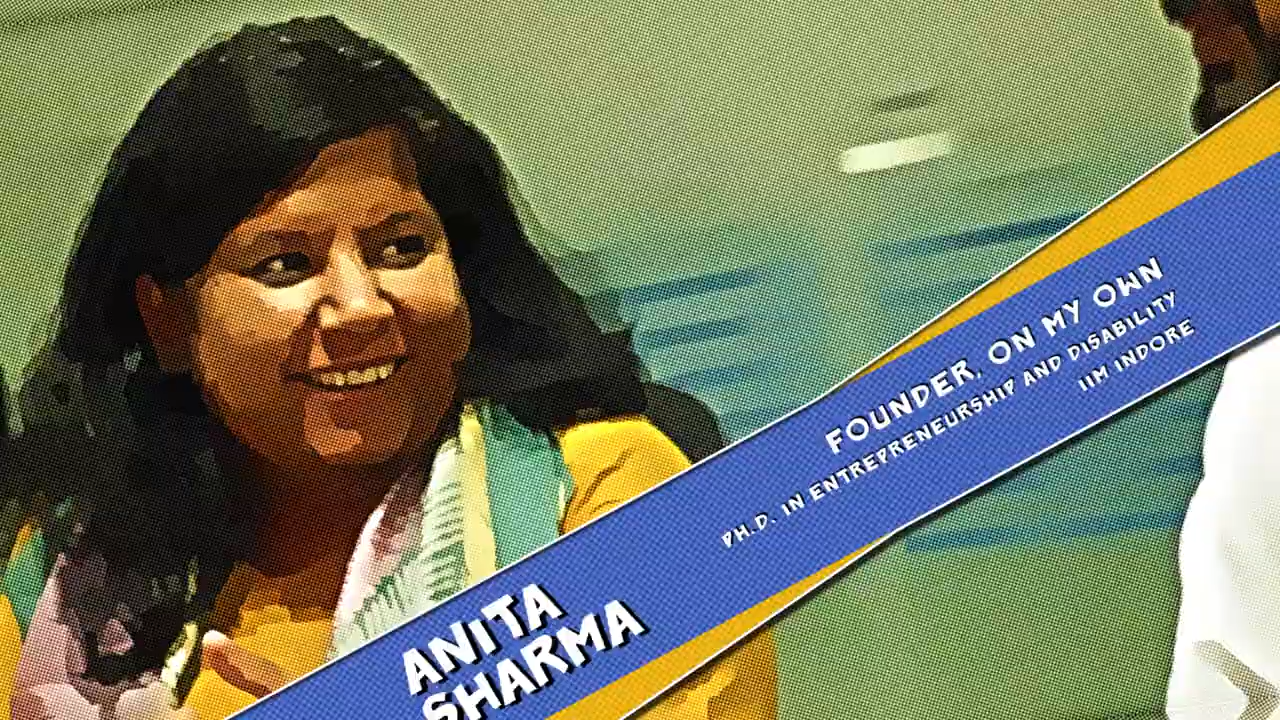 FOUNDER, ON MY OWN
PH.D. IN ENTREPRENEURSHIP AND DISABILITY
IIM INDORE
ANITA
SHARMA